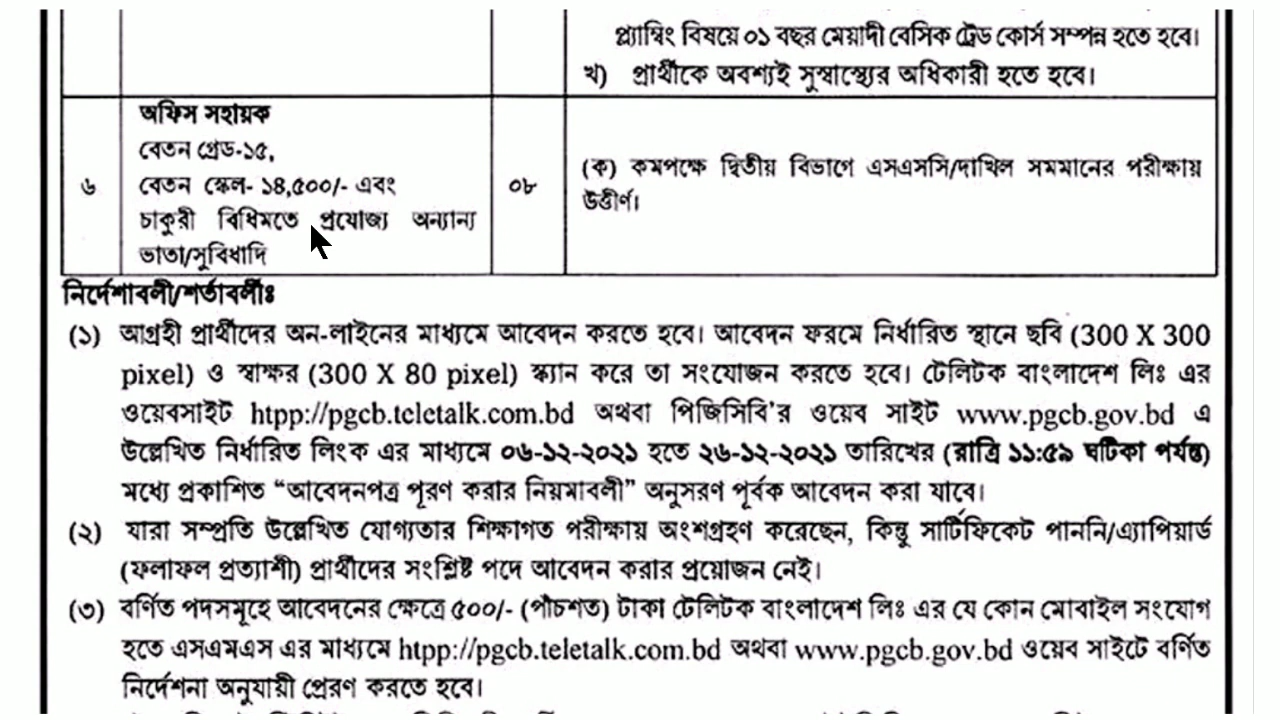 প্ল্যাম্বিং বিষয়ে ০১ বছর মেয়াদী বেসিক ট্রেড কোর্স সম্পন্ন হতে হবে।
খ) প্রার্থীকে অবশ্যই সুস্বাস্থ্যের অধিকারী হতে হবে।
৬
অফিস সহায়ক
বেতন গ্রেড-১৫,
বেতন স্কেল- ১৪,৫০০/- এবং
চাকুরী বিধিমতে প্রযোজ্য অন্যান্য
ভাতা/সুবিধাদি
০৮
(ক) কমপক্ষে দ্বিতীয় বিভাগে এসএসসি/দাখিল সমমানের পরীক্ষায়
উত্তীর্ণ।
নির্দেশাবলী/শর্তাবলীঃ
(১) আগ্রহী প্রার্থীদের অন-লাইনের মাধ্যমে আবেদন করতে হবে। আবেদন ফরমে নির্ধারিত স্থানে ছবি (300 X 300
pixel) ও স্বাক্ষর (300 X 80 pixel) স্ক্যান করে তা সংযোজন করতে হবে। টেলিটক বাংলাদেশ লিঃ এর
ওয়েবসাইট htpp://pgcb.teletalk.com.bd অথবা পিজিসিবি'র ওয়েব সাইট www.pgcb.gov.bd এ
উল্লেখিত নির্ধারিত লিংক এর মাধ্যমে ০৬-১২-২০২১ হতে ২৬-১২-২০২১ তারিখের (রাত্রি ১১:৫৯ ঘটিকা পর্যন্ত)
মধ্যে প্রকাশিত “আবেদনপত্র পূরণ করার নিয়মাবলী” অনুসরণ পূর্বক আবেদন করা যাবে।
(২) যারা সম্প্রতি উল্লেখিত যোগ্যতার শিক্ষাগত পরীক্ষায় অংশগ্রহণ করেছেন, কিন্তু সার্টিফিকেট পাননি/এ্যাপিয়ার্ড
(ফলাফল প্রত্যাশী) প্রার্থীদের সংশ্লিষ্ট পদে আবেদন করার প্রয়োজন নেই।
(৩) বর্ণিত পদসমূহে আবেদনের ক্ষেত্রে ৫০০/- (পাঁচশত) টাকা টেলিটক বাংলাদেশ লিঃ এর যে কোন মোবাইল সংযোগ
হতে এসএমএস এর মাধ্যমে htpp://pgcb.teletalk.com.bd অথবা www.pgcb.gov.bd ওয়েব সাইটে বর্ণিত
নির্দেশনা অনুযায়ী প্রেরণ করতে হবে।